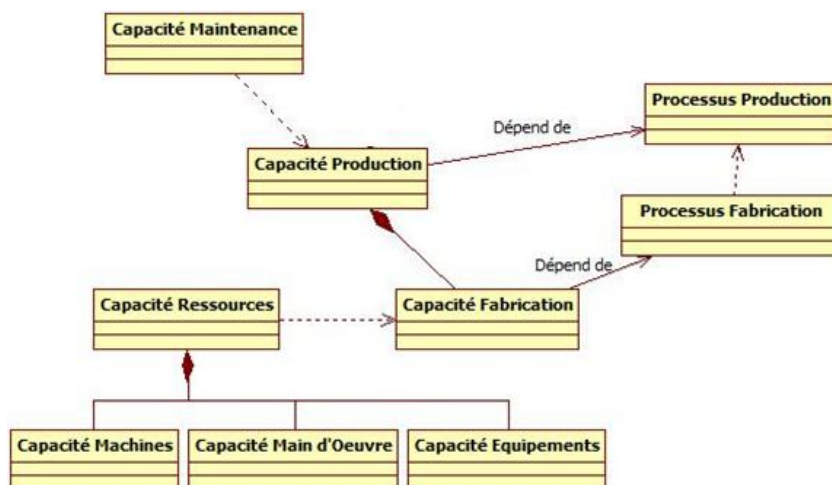 Capacité Maintenance
Processus Production
Dépend de
Capacité Production
Processus Fabrication
Dépend de
Capacité Ressources
Capacité Fabrication
Capacité Machines
Capacité Main d'Oeuvre
Capacité Equipements